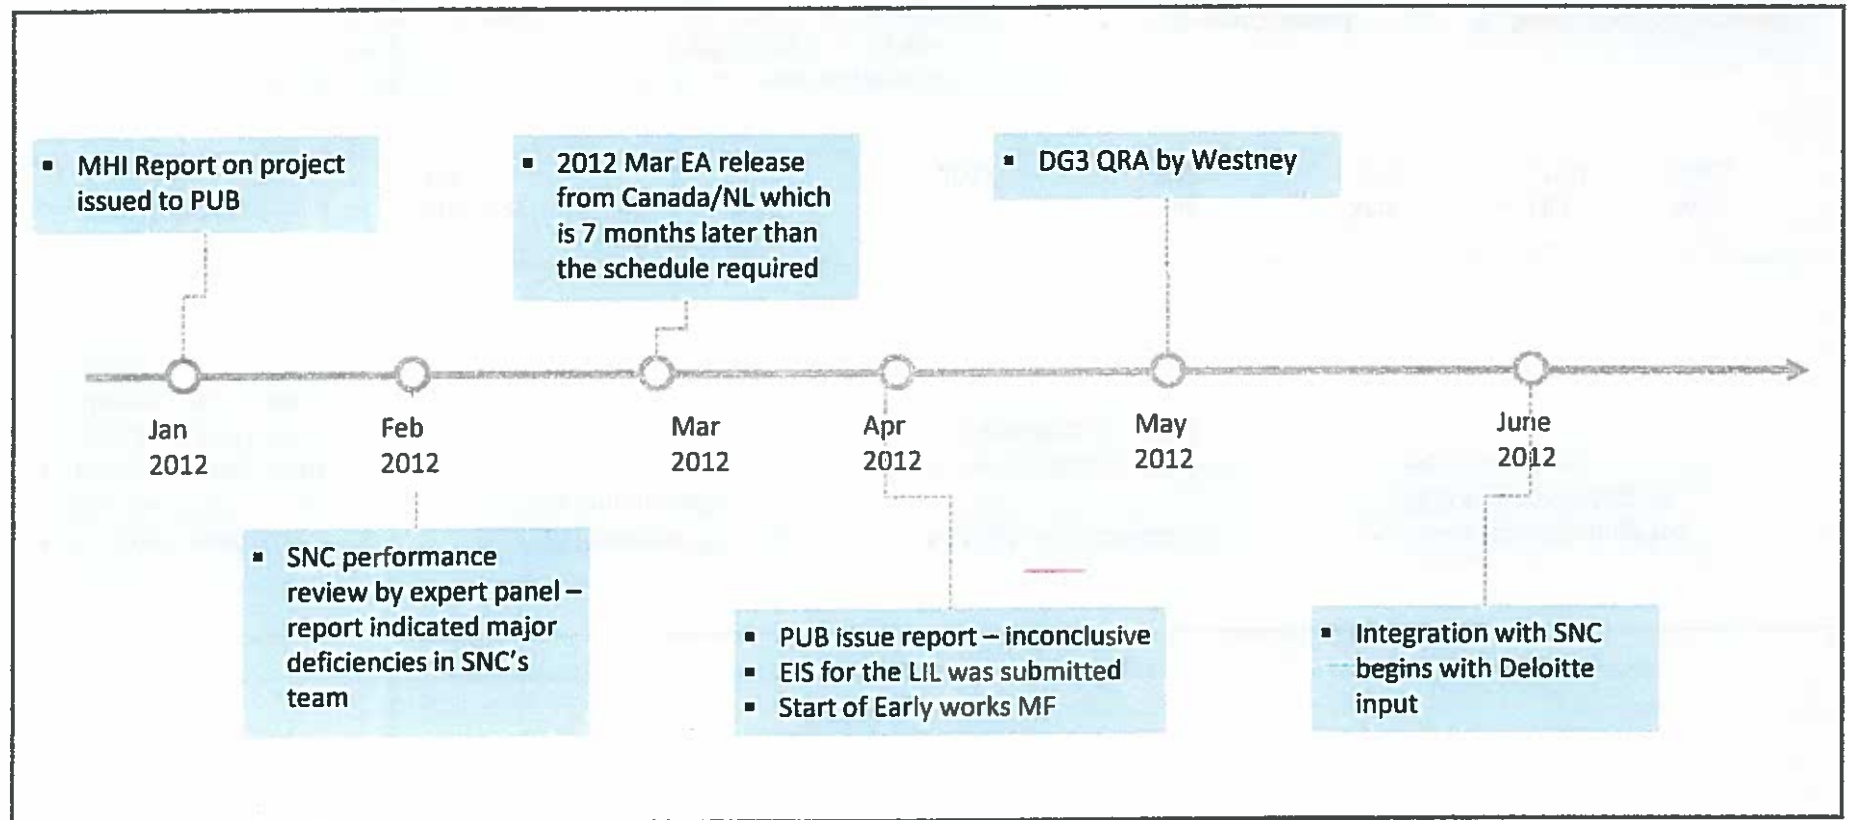 ▪ MHI Report on project
issued to PUB
▪ 2012 Mar EA release
from Canada/NL which
is 7 months later than
the schedule required
▪ DG3 QRA by Westney
Jan
2012
Feb
2012
Mar
2012
Apr
2012
May
2012
June
2012
▪ SNC performance
review by expert panel –
report indicated major
deficiencies in SNC's
team
▪ PUB issue report – inconclusive
▪ EIS for the LIL was submitted
▪ Start of Early works MF
▪ Integration with SNC
begins with Deloitte
input